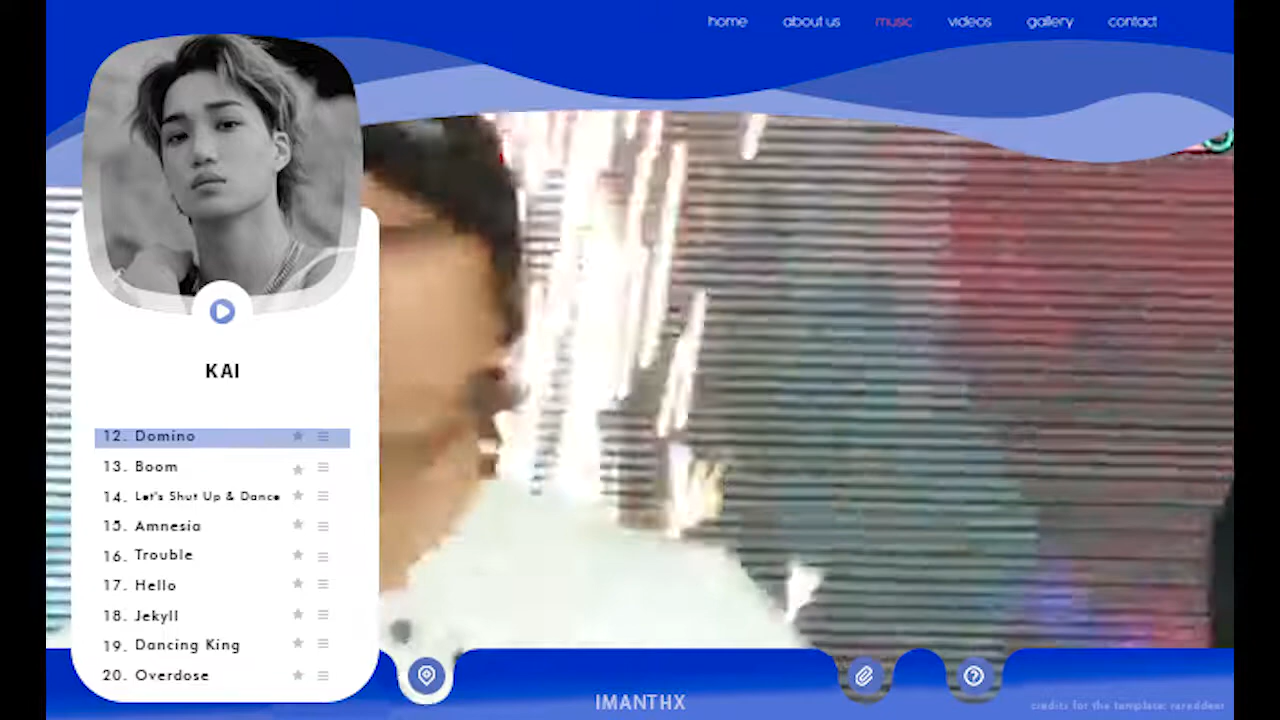 home about us music videos gallery contact
KAI
12. Domino
13. Boom
14. Let's Shut Up & Dance
15. Amnesia
16. Trouble
17. Hello
18. Jekyll
19. Dancing King
20. Overdose
IMANTHX
credits for the template: rareddeer